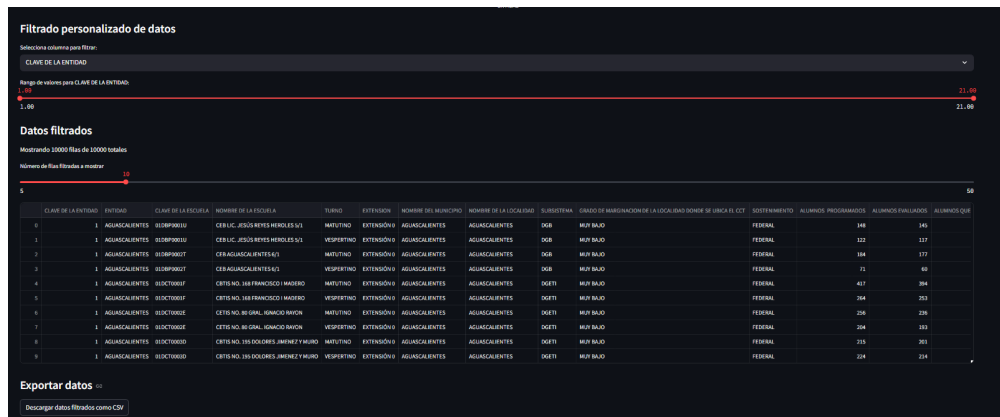 Filtrado personalizado de datos
Selecciona columna para filtrar:
CLAVE DE LA ENTIDAD
Rango de valores para CLAVE DE LA ENTIDAD:
1.00 21.00
1.00 21.00
Datos filtrados
Mostrando 10000 filas de 10000 totales
Número de filas filtradas a mostrar
10
5 50
CLAVE DE LA ENTIDAD ENTIDAD CLAVE DE LA ESCUELA NOMBRE DE LA ESCUELA TURNO EXTENSION NOMBRE DEL MUNICIPIO NOMBRE DE LA LOCALIDAD SUBSISTEMA GRADO DE MARGINACION DE LA LOCALIDAD DONDE SE UBICA EL CCT SOSTENIMIENTO ALUMNOS PROGRAMADOS ALUMNOS EVALUADOS ALUMNOS QUE
0 1 AGUASCALIENTES 01DBP0001U CEB LIC. JESÚS REYES HEROLES 5/1 MATUTINO EXTENSIÓN 0 AGUASCALIENTES AGUASCALIENTES DGB MUY BAJO FEDERAL 148 145
1 1 AGUASCALIENTES 01DBP0001U CEB LIC. JESÚS REYES HEROLES 5/1 VESPERTINO EXTENSIÓN 0 AGUASCALIENTES AGUASCALIENTES DGB MUY BAJO FEDERAL 122 117
2 1 AGUASCALIENTES 01DBP0002T CEB AGUASCALIENTES 6/1 MATUTINO EXTENSIÓN 0 AGUASCALIENTES AGUASCALIENTES DGB MUY BAJO FEDERAL 184 177
3 1 AGUASCALIENTES 01DBP0002T CEB AGUASCALIENTES 6/1 VESPERTINO EXTENSIÓN 0 AGUASCALIENTES AGUASCALIENTES DGB MUY BAJO FEDERAL 71 60
4 1 AGUASCALIENTES 01DCT0001F CBTIS NO. 168 FRANCISCO I MADERO MATUTINO EXTENSIÓN 0 AGUASCALIENTES AGUASCALIENTES DGETI MUY BAJO FEDERAL 417 394
5 1 AGUASCALIENTES 01DCT0001F CBTIS NO. 168 FRANCISCO I MADERO VESPERTINO EXTENSIÓN 0 AGUASCALIENTES AGUASCALIENTES DGETI MUY BAJO FEDERAL 264 253
6 1 AGUASCALIENTES 01DCT0002E CETIS NO. 80 GRAL. IGNACIO RAYON MATUTINO EXTENSIÓN 0 AGUASCALIENTES AGUASCALIENTES DGETI MUY BAJO FEDERAL 256 236
7 1 AGUASCALIENTES 01DCT0002E CETIS NO. 80 GRAL. IGNACIO RAYON VESPERTINO EXTENSIÓN 0 AGUASCALIENTES AGUASCALIENTES DGETI MUY BAJO FEDERAL 204 193
8 1 AGUASCALIENTES 01DCT0003D CBTIS NO. 195 DOLORES JIMENEZ Y MURO MATUTINO EXTENSIÓN 0 AGUASCALIENTES AGUASCALIENTES DGETI MUY BAJO FEDERAL 215 201
9 1 AGUASCALIENTES 01DCT0003D CBTIS NO. 195 DOLORES JIMENEZ Y MURO VESPERTINO EXTENSIÓN 0 AGUASCALIENTES AGUASCALIENTES DGETI MUY BAJO FEDERAL 224 214
Exportar datos
Descargar datos filtrados como CSV